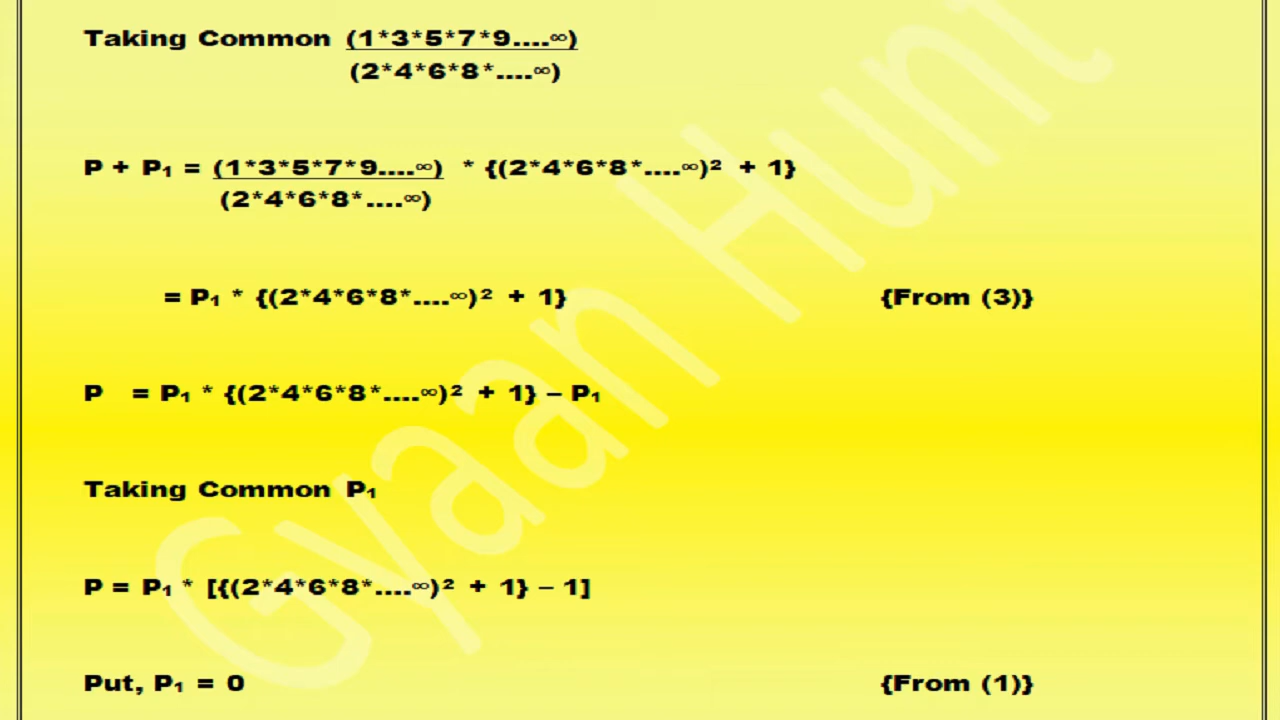 Taking Common (1*3*5*7*9....∞)
(2*4*6*8*....∞)
P + P₁ = (1*3*5*7*9....∞) * {(2*4*6*8*....∞)² + 1}
(2*4*6*8*....∞)
= P₁ * {(2*4*6*8*....∞)² + 1} {From (3)}
P = P₁ * {(2*4*6*8*....∞)² + 1} – P₁
Taking Common P₁
P = P₁ * [{(2*4*6*8*....∞)² + 1} – 1]
Put, P₁ = 0 {From (1)}
Gyaan Hunt